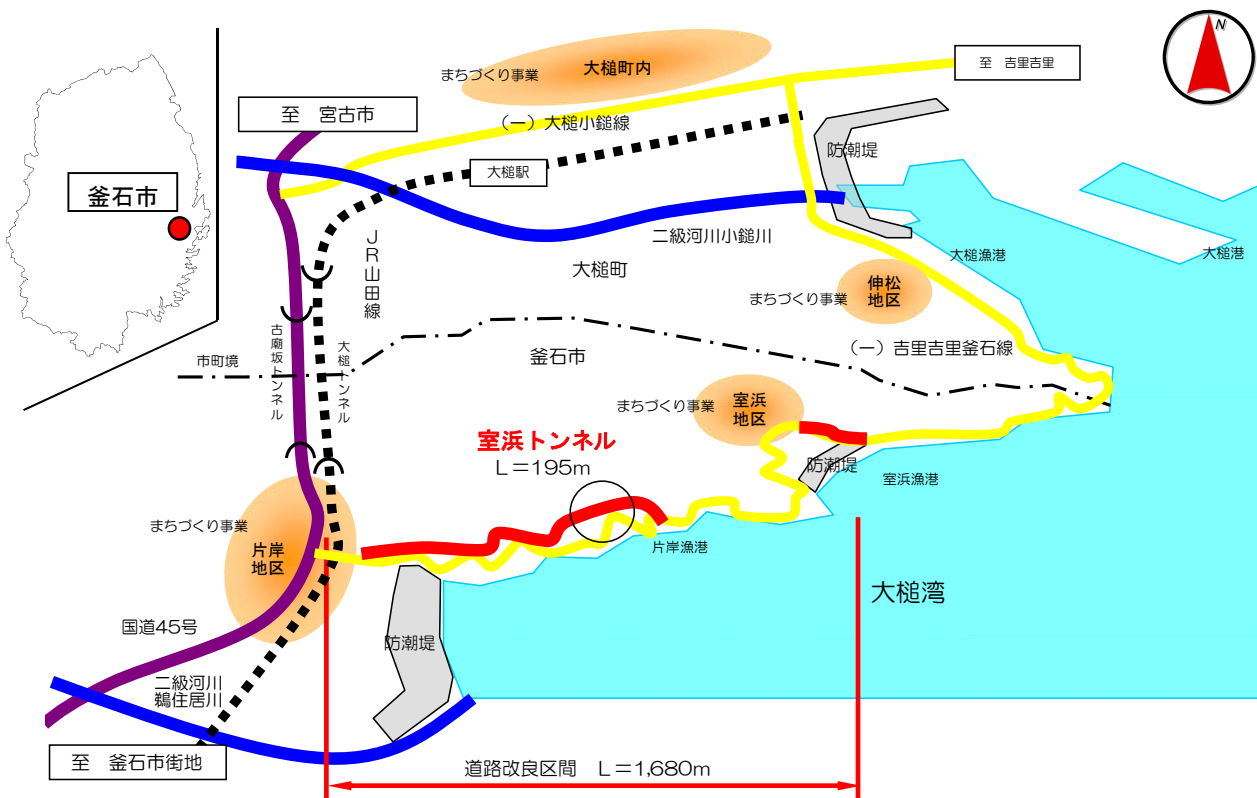 N
まちづくり事業
大槌町内
至　吉里吉里
至　宮古市
（一）大槌小鎚線
防潮堤
大槌駅
釜石市
二級河川小鎚川
JR山田線
大槌漁港
大槌港
大槌町
伸松
地区
まちづくり事業
（一）吉里吉里釜石線
古廟坂トンネル
大槌トンネル
市町境
釜石市
室浜
地区
まちづくり事業
室浜トンネル
L＝195m
防潮堤
室浜漁港
まちづくり事業
片岸
地区
片岸漁港
大槌湾
国道45号
防潮堤
二級河川
鵜住居川
至　釜石市街地
道路改良区間　L＝1,680m